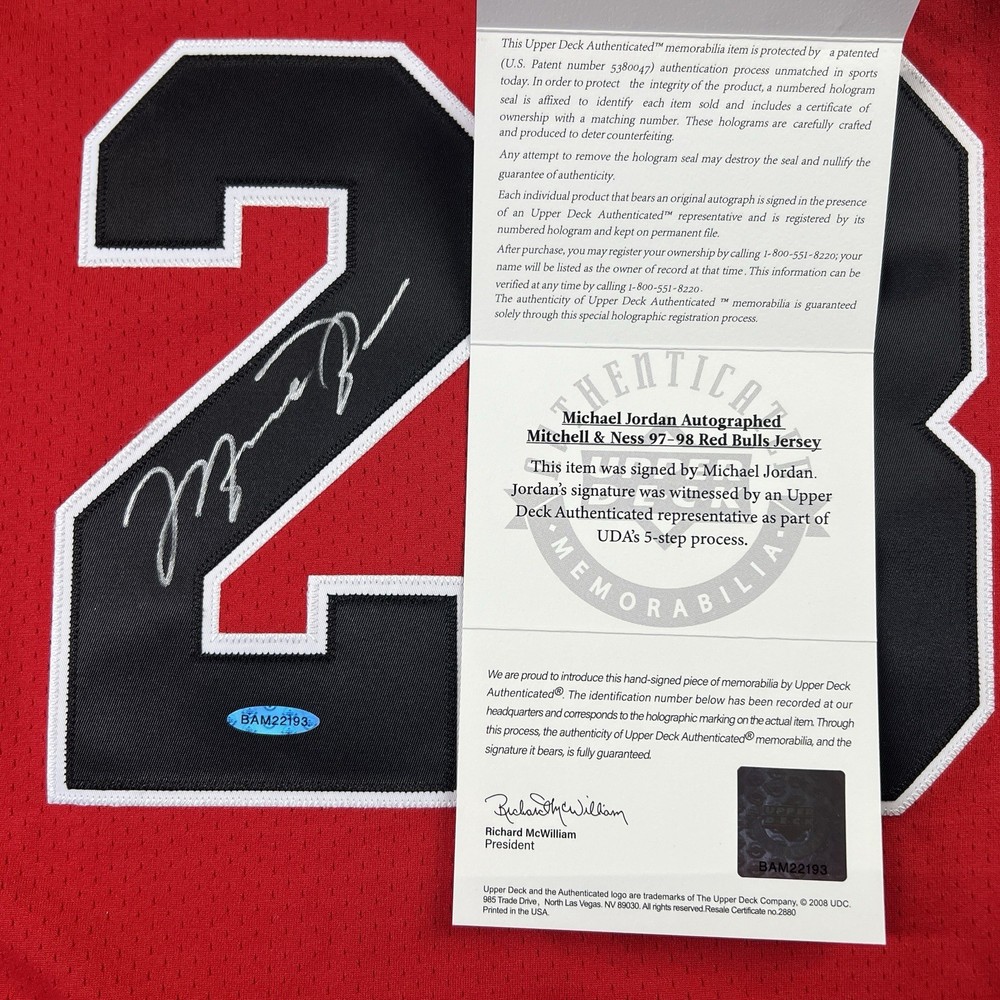 This Upper Deck Authenticated™ memorabilia item is protected by a patented
(U.S. Patent number 5380047) authentication process unmatched in sports
today. In order to protect the integrity of the product, a numbered hologram
seal is affixed to identify each item sold and includes a certificate of
ownership with a matching number. These holograms are carefully crafted
and produced to deter counterfeiting.
Any attempt to remove the hologram seal may destroy the seal and nullify the
guarantee of authenticity.
Each individual product that bears an original autograph is signed in the presence
of an Upper Deck Authenticated™ representative and is registered by its
numbered hologram and kept on permanent file.
After purchase, you may register your ownership by calling 1-800-551-8220; your
name will be listed as the owner of record at that time. This information can be
verified at any time by calling 1-800-551-8220.
The authenticity of Upper Deck Authenticated ™ memorabilia is guaranteed
solely through this special holographic registration process.
AUTHENTICATED
Michael Jordan Autographed
Mitchell & Ness 97-98 Red Bulls Jersey
This item was signed by Michael Jordan.
Jordan's signature was witnessed by an Upper
Deck Authenticated representative as part of
UDA's 5-step process.
UPPER DECK
·MEMORABILIA·
We are proud to introduce this hand-signed piece of memorabilia by Upper Deck
Authenticated®. The identification number below has been recorded at our
headquarters and corresponds to the holographic marking on the actual item. Through
this process, the authenticity of Upper Deck Authenticated® memorabilia, and the
signature it bears, is fully guaranteed.
Richard McWilliam
Richard McWilliam
President
UPPER DECK
BAM22193
Upper Deck and the Authenticated logo are trademarks of The Upper Deck Company, © 2008 UDC.
985 Trade Drive, North Las Vegas. NV 89030. All rights reserved.Resale Certificate no.2880
Printed in the USA.
23
BAM22193